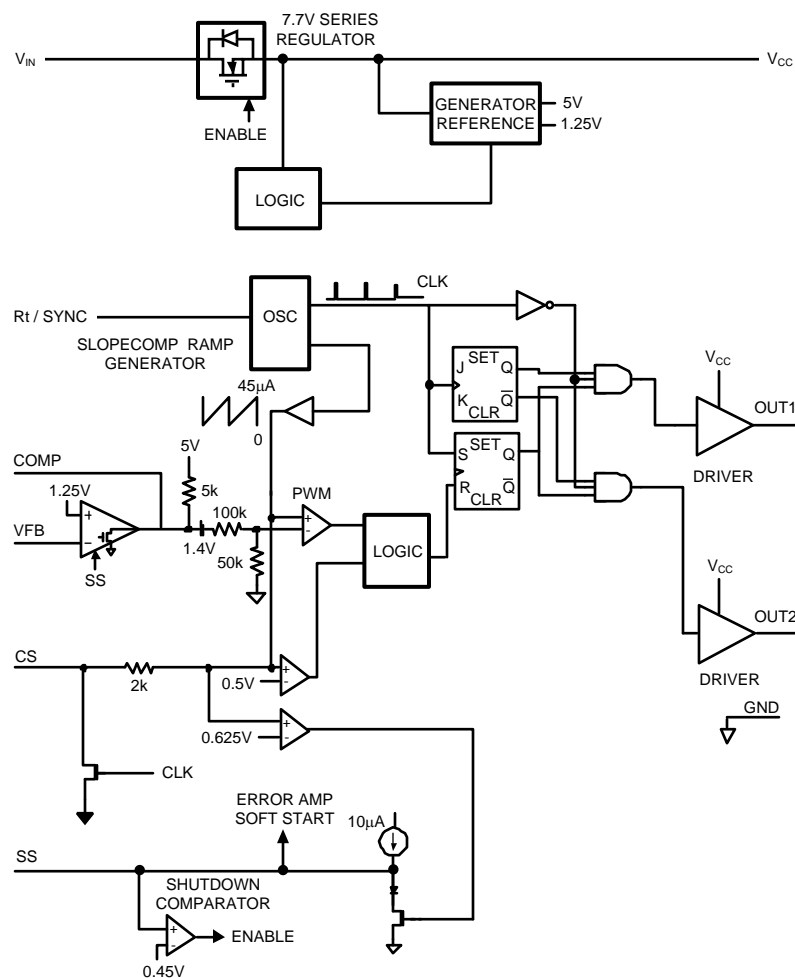 7.7V SERIES
REGULATOR
VIN
VCC
ENABLE
GENERATOR
REFERENCE
5V
1.25V
LOGIC
CLK
Rt / SYNC
OSC
SLOPECOMP RAMP
GENERATOR
45μA
0
J SET Q
K CLR Q̅
S SET Q
R CLR Q̅
VCC
OUT1
DRIVER
COMP
5V
5k
1.25V
+
-
VFB
SS
1.4V
100k
50k
PWM
+
-
LOGIC
VCC
OUT2
DRIVER
CS
2k
0.5V
+
-
0.625V
+
-
GND
CLK
ERROR AMP
SOFT START
10μA
SS
SHUTDOWN
COMPARATOR
+
-
ENABLE
0.45V